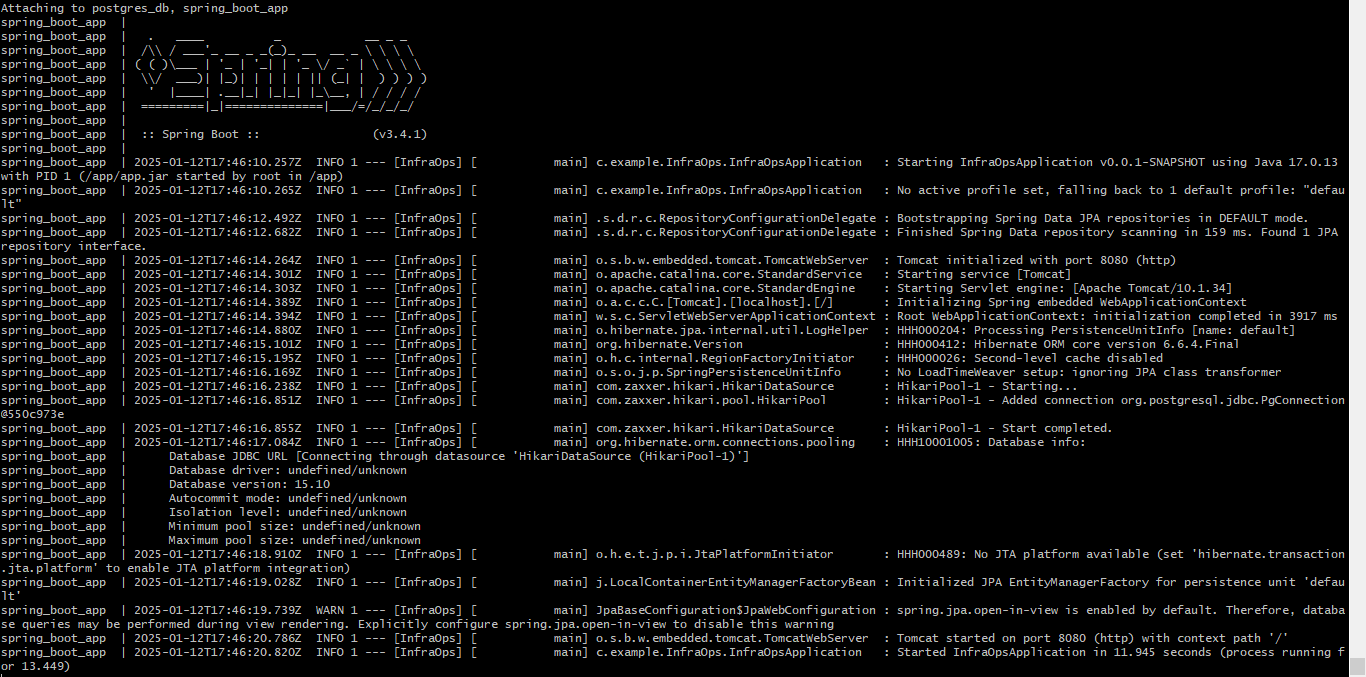 Attaching to postgres_db, spring_boot_app
spring_boot_app  |
spring_boot_app  |   .   ____          _            __ _ _
spring_boot_app  |  /\\ / ___'_ __ _ _(_)_ __  __ _ \ \ \ \
spring_boot_app  | ( ( )\___ | '_ | '_| | '_ \/ _` | \ \ \ \
spring_boot_app  |  \\/  ___)| |_)| | | | | || (_| |  ) ) ) )
spring_boot_app  |   '  |____| .__|_| |_|_| |_\__, | / / / /
spring_boot_app  |  =========|_|==============|___/=/_/_/_/
spring_boot_app  |
spring_boot_app  |  :: Spring Boot ::                (v3.4.1)
spring_boot_app  |
spring_boot_app  | 2025-01-12T17:46:10.257Z  INFO 1 --- [InfraOps] [           main] c.example.InfraOps.InfraOpsApplication   : Starting InfraOpsApplication v0.0.1-SNAPSHOT using Java 17.0.13
with PID 1 (/app/app.jar started by root in /app)
spring_boot_app  | 2025-01-12T17:46:10.265Z  INFO 1 --- [InfraOps] [           main] c.example.InfraOps.InfraOpsApplication   : No active profile set, falling back to 1 default profile: "defau
lt"
spring_boot_app  | 2025-01-12T17:46:12.492Z  INFO 1 --- [InfraOps] [           main] .s.d.r.c.RepositoryConfigurationDelegate : Bootstrapping Spring Data JPA repositories in DEFAULT mode.
spring_boot_app  | 2025-01-12T17:46:12.682Z  INFO 1 --- [InfraOps] [           main] .s.d.r.c.RepositoryConfigurationDelegate : Finished Spring Data repository scanning in 159 ms. Found 1 JPA
repository interface.
spring_boot_app  | 2025-01-12T17:46:14.264Z  INFO 1 --- [InfraOps] [           main] o.s.b.w.embedded.tomcat.TomcatWebServer  : Tomcat initialized with port 8080 (http)
spring_boot_app  | 2025-01-12T17:46:14.301Z  INFO 1 --- [InfraOps] [           main] o.apache.catalina.core.StandardService   : Starting service [Tomcat]
spring_boot_app  | 2025-01-12T17:46:14.303Z  INFO 1 --- [InfraOps] [           main] o.apache.catalina.core.StandardEngine    : Starting Servlet engine: [Apache Tomcat/10.1.34]
spring_boot_app  | 2025-01-12T17:46:14.389Z  INFO 1 --- [InfraOps] [           main] o.a.c.c.C.[Tomcat].[localhost].[/]       : Initializing Spring embedded WebApplicationContext
spring_boot_app  | 2025-01-12T17:46:14.394Z  INFO 1 --- [InfraOps] [           main] w.s.c.ServletWebServerApplicationContext : Root WebApplicationContext: initialization completed in 3917 ms
spring_boot_app  | 2025-01-12T17:46:14.880Z  INFO 1 --- [InfraOps] [           main] o.hibernate.jpa.internal.util.LogHelper  : HHH000204: Processing PersistenceUnitInfo [name: default]
spring_boot_app  | 2025-01-12T17:46:15.101Z  INFO 1 --- [InfraOps] [           main] org.hibernate.Version                    : HHH000412: Hibernate ORM core version 6.6.4.Final
spring_boot_app  | 2025-01-12T17:46:15.195Z  INFO 1 --- [InfraOps] [           main] o.h.c.internal.RegionFactoryInitiator    : HHH000026: Second-level cache disabled
spring_boot_app  | 2025-01-12T17:46:16.169Z  INFO 1 --- [InfraOps] [           main] o.s.o.j.p.SpringPersistenceUnitInfo      : No LoadTimeWeaver setup: ignoring JPA class transformer
spring_boot_app  | 2025-01-12T17:46:16.238Z  INFO 1 --- [InfraOps] [           main] com.zaxxer.hikari.HikariDataSource       : HikariPool-1 - Starting...
spring_boot_app  | 2025-01-12T17:46:16.851Z  INFO 1 --- [InfraOps] [           main] com.zaxxer.hikari.pool.HikariPool        : HikariPool-1 - Added connection org.postgresql.jdbc.PgConnection
@550c973e
spring_boot_app  | 2025-01-12T17:46:16.855Z  INFO 1 --- [InfraOps] [           main] com.zaxxer.hikari.HikariDataSource       : HikariPool-1 - Start completed.
spring_boot_app  | 2025-01-12T17:46:17.084Z  INFO 1 --- [InfraOps] [           main] org.hibernate.orm.connections.pooling    : HHH10001005: Database info:
spring_boot_app  |      Database JDBC URL [Connecting through datasource 'HikariDataSource (HikariPool-1)']
spring_boot_app  |      Database driver: undefined/unknown
spring_boot_app  |      Database version: 15.10
spring_boot_app  |      Autocommit mode: undefined/unknown
spring_boot_app  |      Isolation level: undefined/unknown
spring_boot_app  |      Minimum pool size: undefined/unknown
spring_boot_app  |      Maximum pool size: undefined/unknown
spring_boot_app  | 2025-01-12T17:46:18.910Z  INFO 1 --- [InfraOps] [           main] o.h.e.t.j.p.i.JtaPlatformInitiator       : HHH000489: No JTA platform available (set 'hibernate.transaction
.jta.platform' to enable JTA platform integration)
spring_boot_app  | 2025-01-12T17:46:19.028Z  INFO 1 --- [InfraOps] [           main] j.LocalContainerEntityManagerFactoryBean : Initialized JPA EntityManagerFactory for persistence unit 'defau
lt'
spring_boot_app  | 2025-01-12T17:46:19.739Z  WARN 1 --- [InfraOps] [           main] JpaBaseConfiguration$JpaWebConfiguration : spring.jpa.open-in-view is enabled by default. Therefore, databa
se queries may be performed during view rendering. Explicitly configure spring.jpa.open-in-view to disable this warning
spring_boot_app  | 2025-01-12T17:46:20.786Z  INFO 1 --- [InfraOps] [           main] o.s.b.w.embedded.tomcat.TomcatWebServer  : Tomcat started on port 8080 (http) with context path '/'
spring_boot_app  | 2025-01-12T17:46:20.820Z  INFO 1 --- [InfraOps] [           main] c.example.InfraOps.InfraOpsApplication   : Started InfraOpsApplication in 11.945 seconds (process running f
or 13.449)